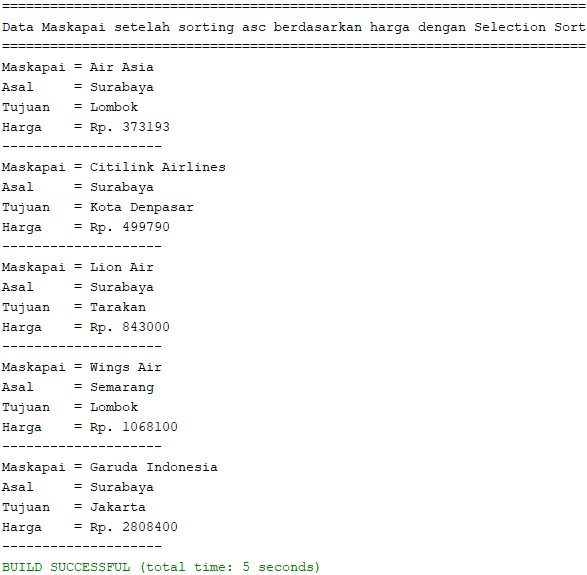 =========================================================================
Data Maskapai setelah sorting asc berdasarkan harga dengan Selection Sort
=========================================================================
Maskapai = Air Asia
Asal     = Surabaya
Tujuan   = Lombok
Harga    = Rp. 373193
--------------------
Maskapai = Citilink Airlines
Asal     = Surabaya
Tujuan   = Kota Denpasar
Harga    = Rp. 499790
--------------------
Maskapai = Lion Air
Asal     = Surabaya
Tujuan   = Tarakan
Harga    = Rp. 843000
--------------------
Maskapai = Wings Air
Asal     = Semarang
Tujuan   = Lombok
Harga    = Rp. 1068100
--------------------
Maskapai = Garuda Indonesia
Asal     = Surabaya
Tujuan   = Jakarta
Harga    = Rp. 2808400
--------------------
BUILD SUCCESSFUL (total time: 5 seconds)